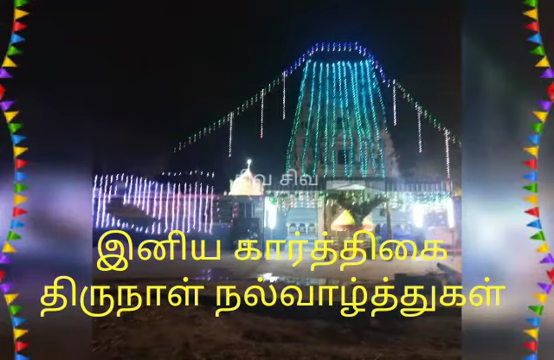 சிவ சிவ
இனிய கார்த்திகை
திருநாள் நல்வாழ்த்துகள்